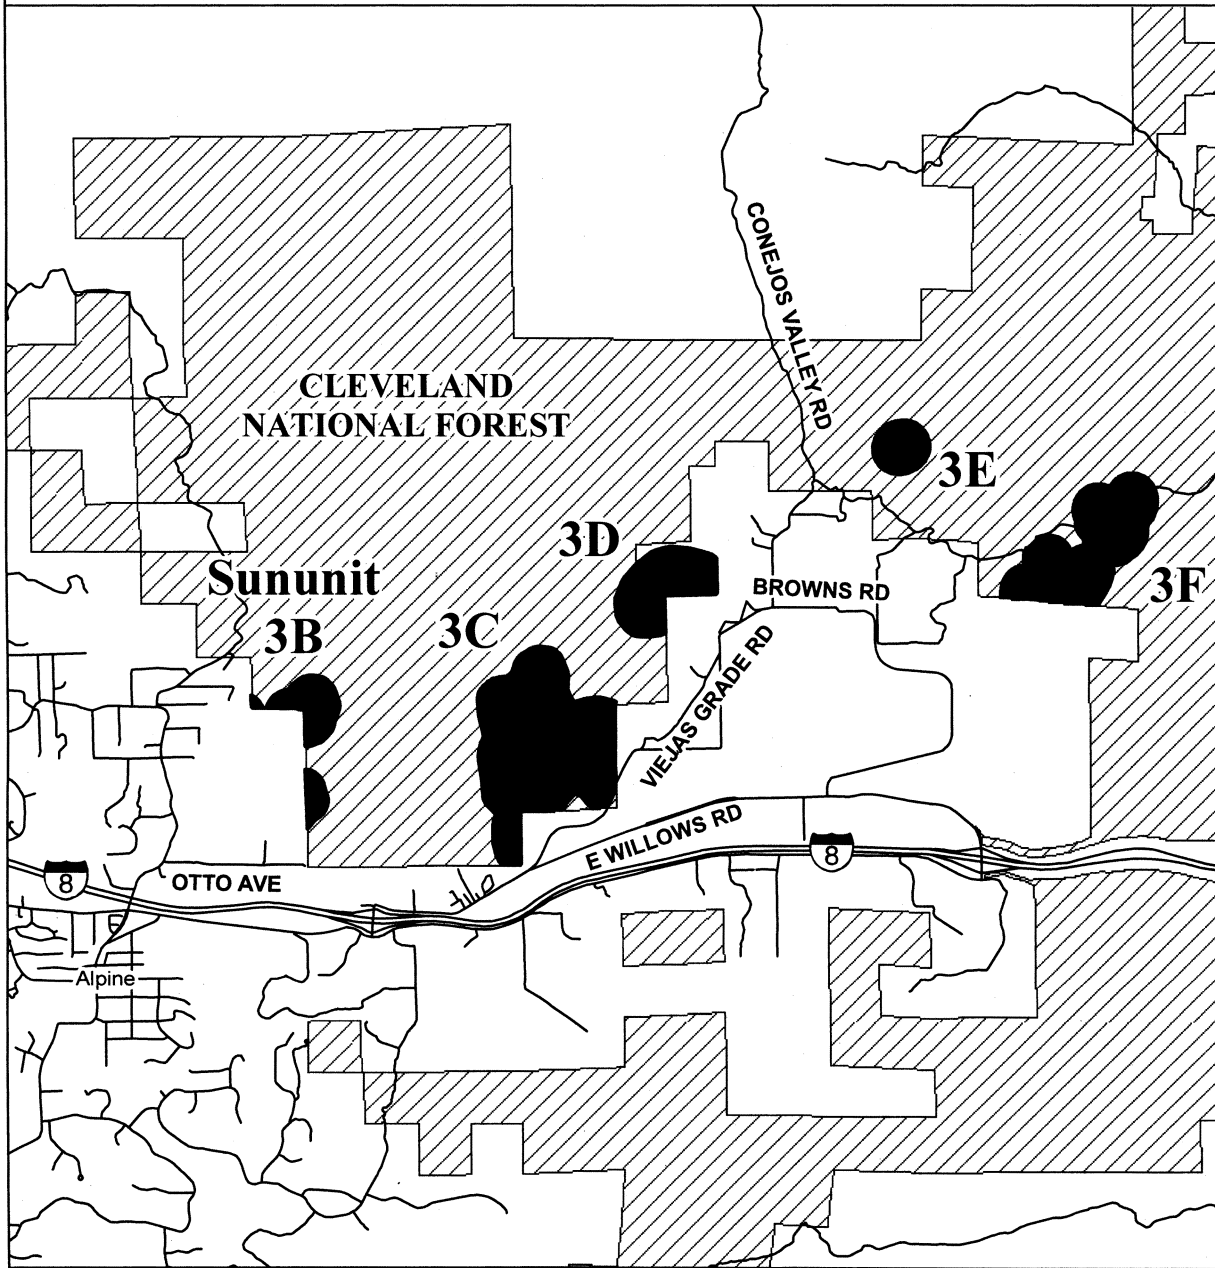 CONEJOS VALLEY RD
CLEVELAND
NATIONAL FOREST
3E
3D
Sununit
3B
3C
BROWNS RD
3F
VIEJAS GRADE RD
E WILLOWS RD
8
8
OTTO AVE
Alpine